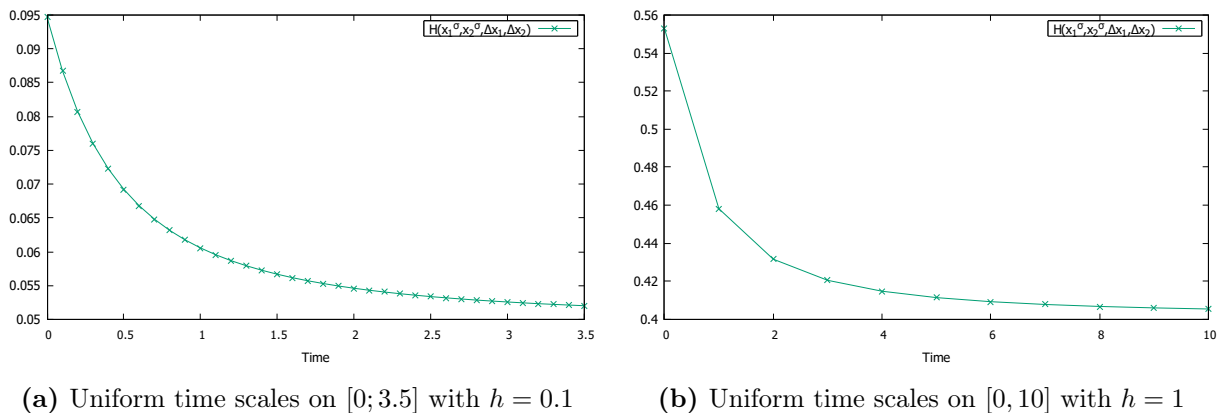 0.095
0.09
0.085
0.08
0.075
0.07
0.065
0.06
0.055
0.05
0 0.5 1 1.5 2 2.5 3 3.5
Time
H(x₁^σ,x₂^σ,Δx₁,Δx₂)
0.56
0.54
0.52
0.5
0.48
0.46
0.44
0.42
0.4
0 2 4 6 8 10
Time
H(x₁^σ,x₂^σ,Δx₁,Δx₂)
(a) Uniform time scales on [0; 3.5] with h = 0.1
(b) Uniform time scales on [0, 10] with h = 1